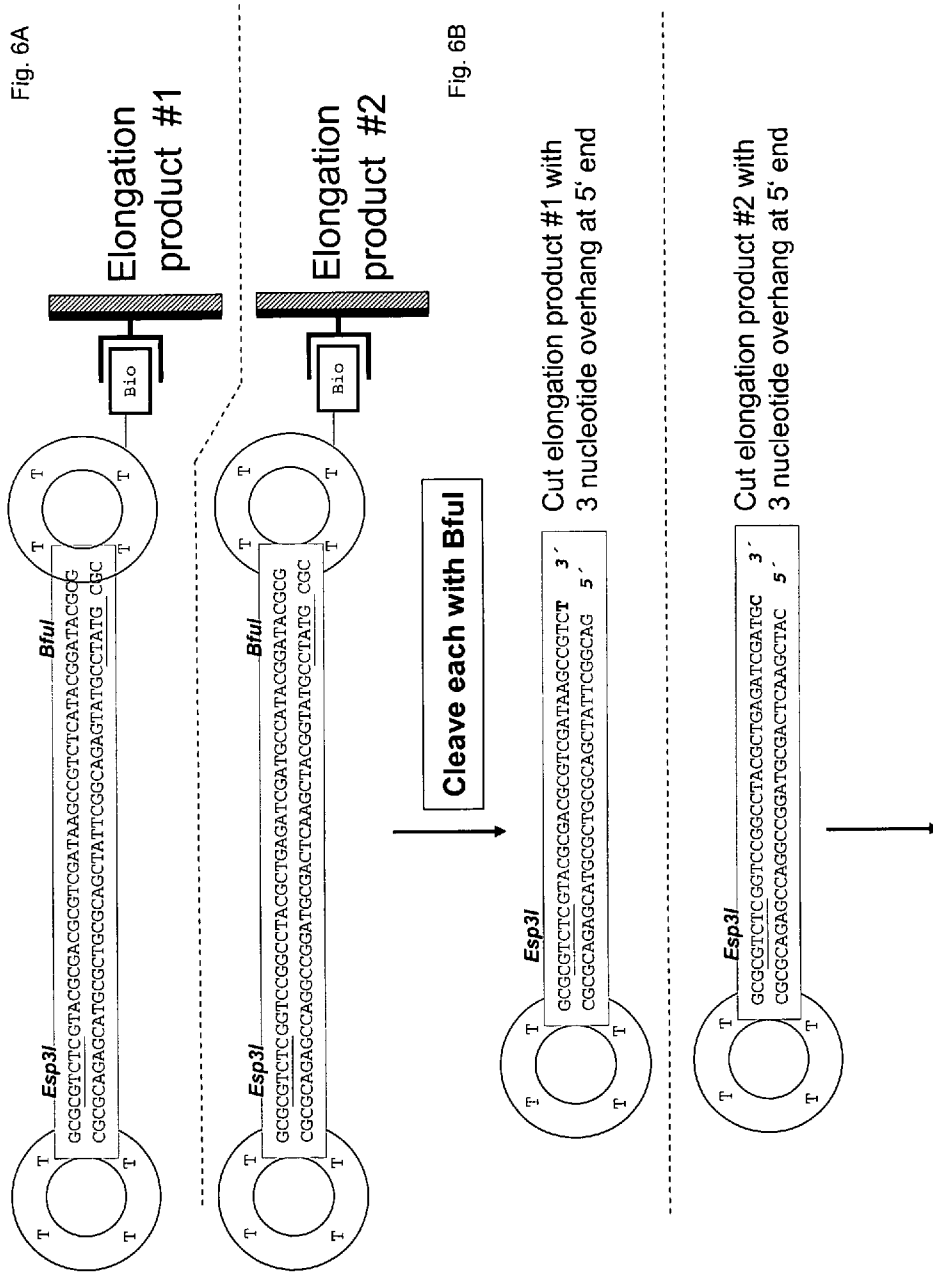 Fig. 6A
Esp3I
BfuI
T T
T T
GCGCGTCTCGTACGCGACGCGTCGATAAGCCGTCTCATACGGATACGCG
CGCGCAGAGCATGCGCTGCGCAGCTATTCGGCAGAGTATGCCTATG CGC
T T
T T
Bio
Elongation
product #1
Esp3I
BfuI
T T
T T
GCGCGTCTCGGTCCGGCCTACGCTGAGATCGATGCCATACGGATACGCG
CGCGCAGAGCCAGGCCGGATGCGACTCAAGCTACGGTATGCCTATG CGC
T T
T T
Bio
Elongation
product #2
Cleave each with BfuI
Fig. 6B
Esp3I
T T
T T
GCGCGTCTCGTACGCGACGCGTCGATAAGCCGTCT 3´
CGCGCAGAGCATGCGCTGCGCAGCTATTCGGCAG 5´
Cut elongation product #1 with
3 nucleotide overhang at 5‘ end
Esp3I
T T
T T
GCGCGTCTCGGTCCGGCCTACGCTGAGATCGATGC 3´
CGCGCAGAGCCAGGCCGGATGCGACTCAAGCTAC 5´
Cut elongation product #2 with
3 nucleotide overhang at 5‘ end